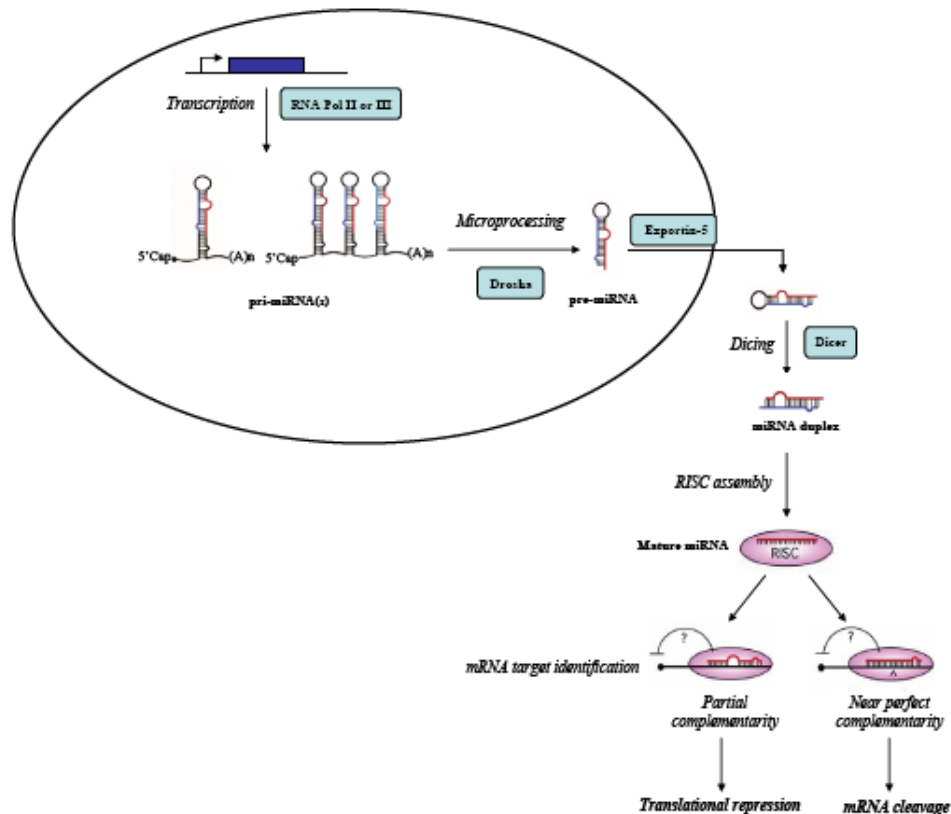 Transcription
RNA Pol II or III
5'Cap
(A)n
5'Cap
(A)n
pri-miRNA(s)
Microprocessing
Drosha
pre-miRNA
Exportin-5
Dicing
Dicer
miRNA duplex
RISC assembly
Mature miRNA
RISC
mRNA target identification
?
?
Partial
complementarity
Near perfect
complementarity
Translational repression
mRNA cleavage